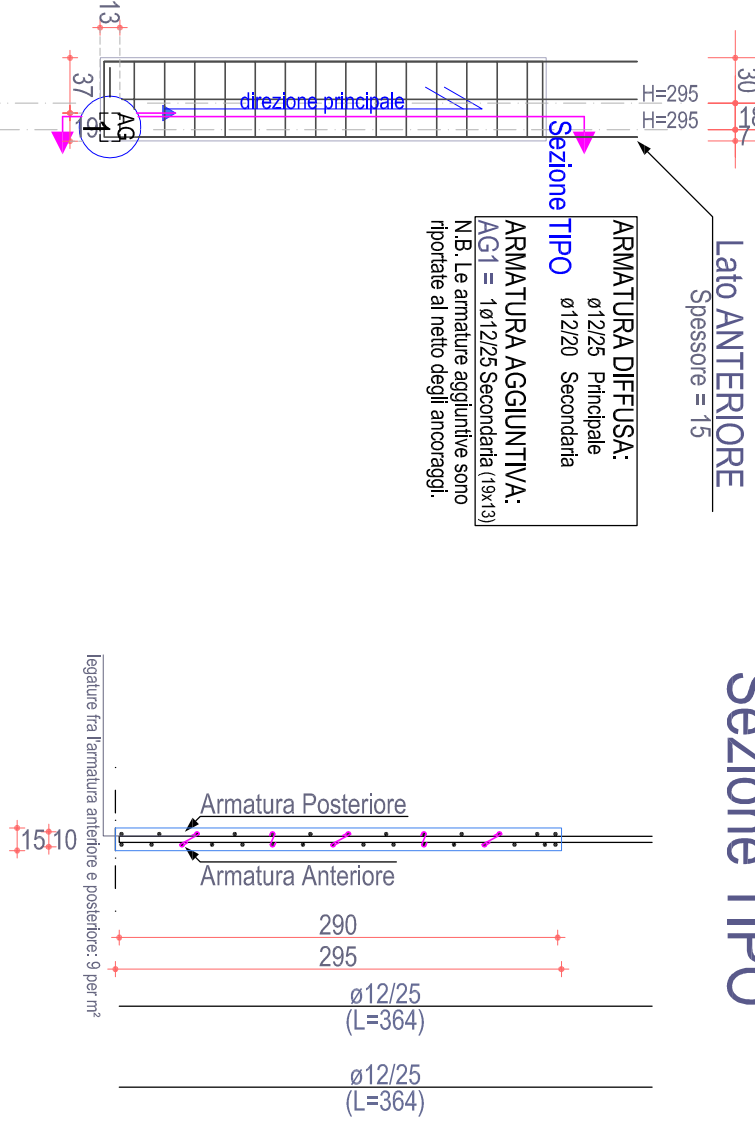 13
37
18
AG
1
direzione principale
H=295
H=295
30
18
7
Lato ANTERIORE
Spessore = 15
Sezione TIPO
ARMATURA DIFFUSA:
ø12/25 Principale
ø12/20 Secondaria
ARMATURA AGGIUNTIVA:
AG1 = 1ø12/25 Secondaria (19x13)
N.B. Le armature aggiuntive sono
riportate al netto degli ancoraggi.
Sezione TIPO
legature fra l'armatura anteriore e posteriore: 9 per m²
Armatura Posteriore
Armatura Anteriore
15
10
290
295
ø12/25
(L=364)
ø12/25
(L=364)